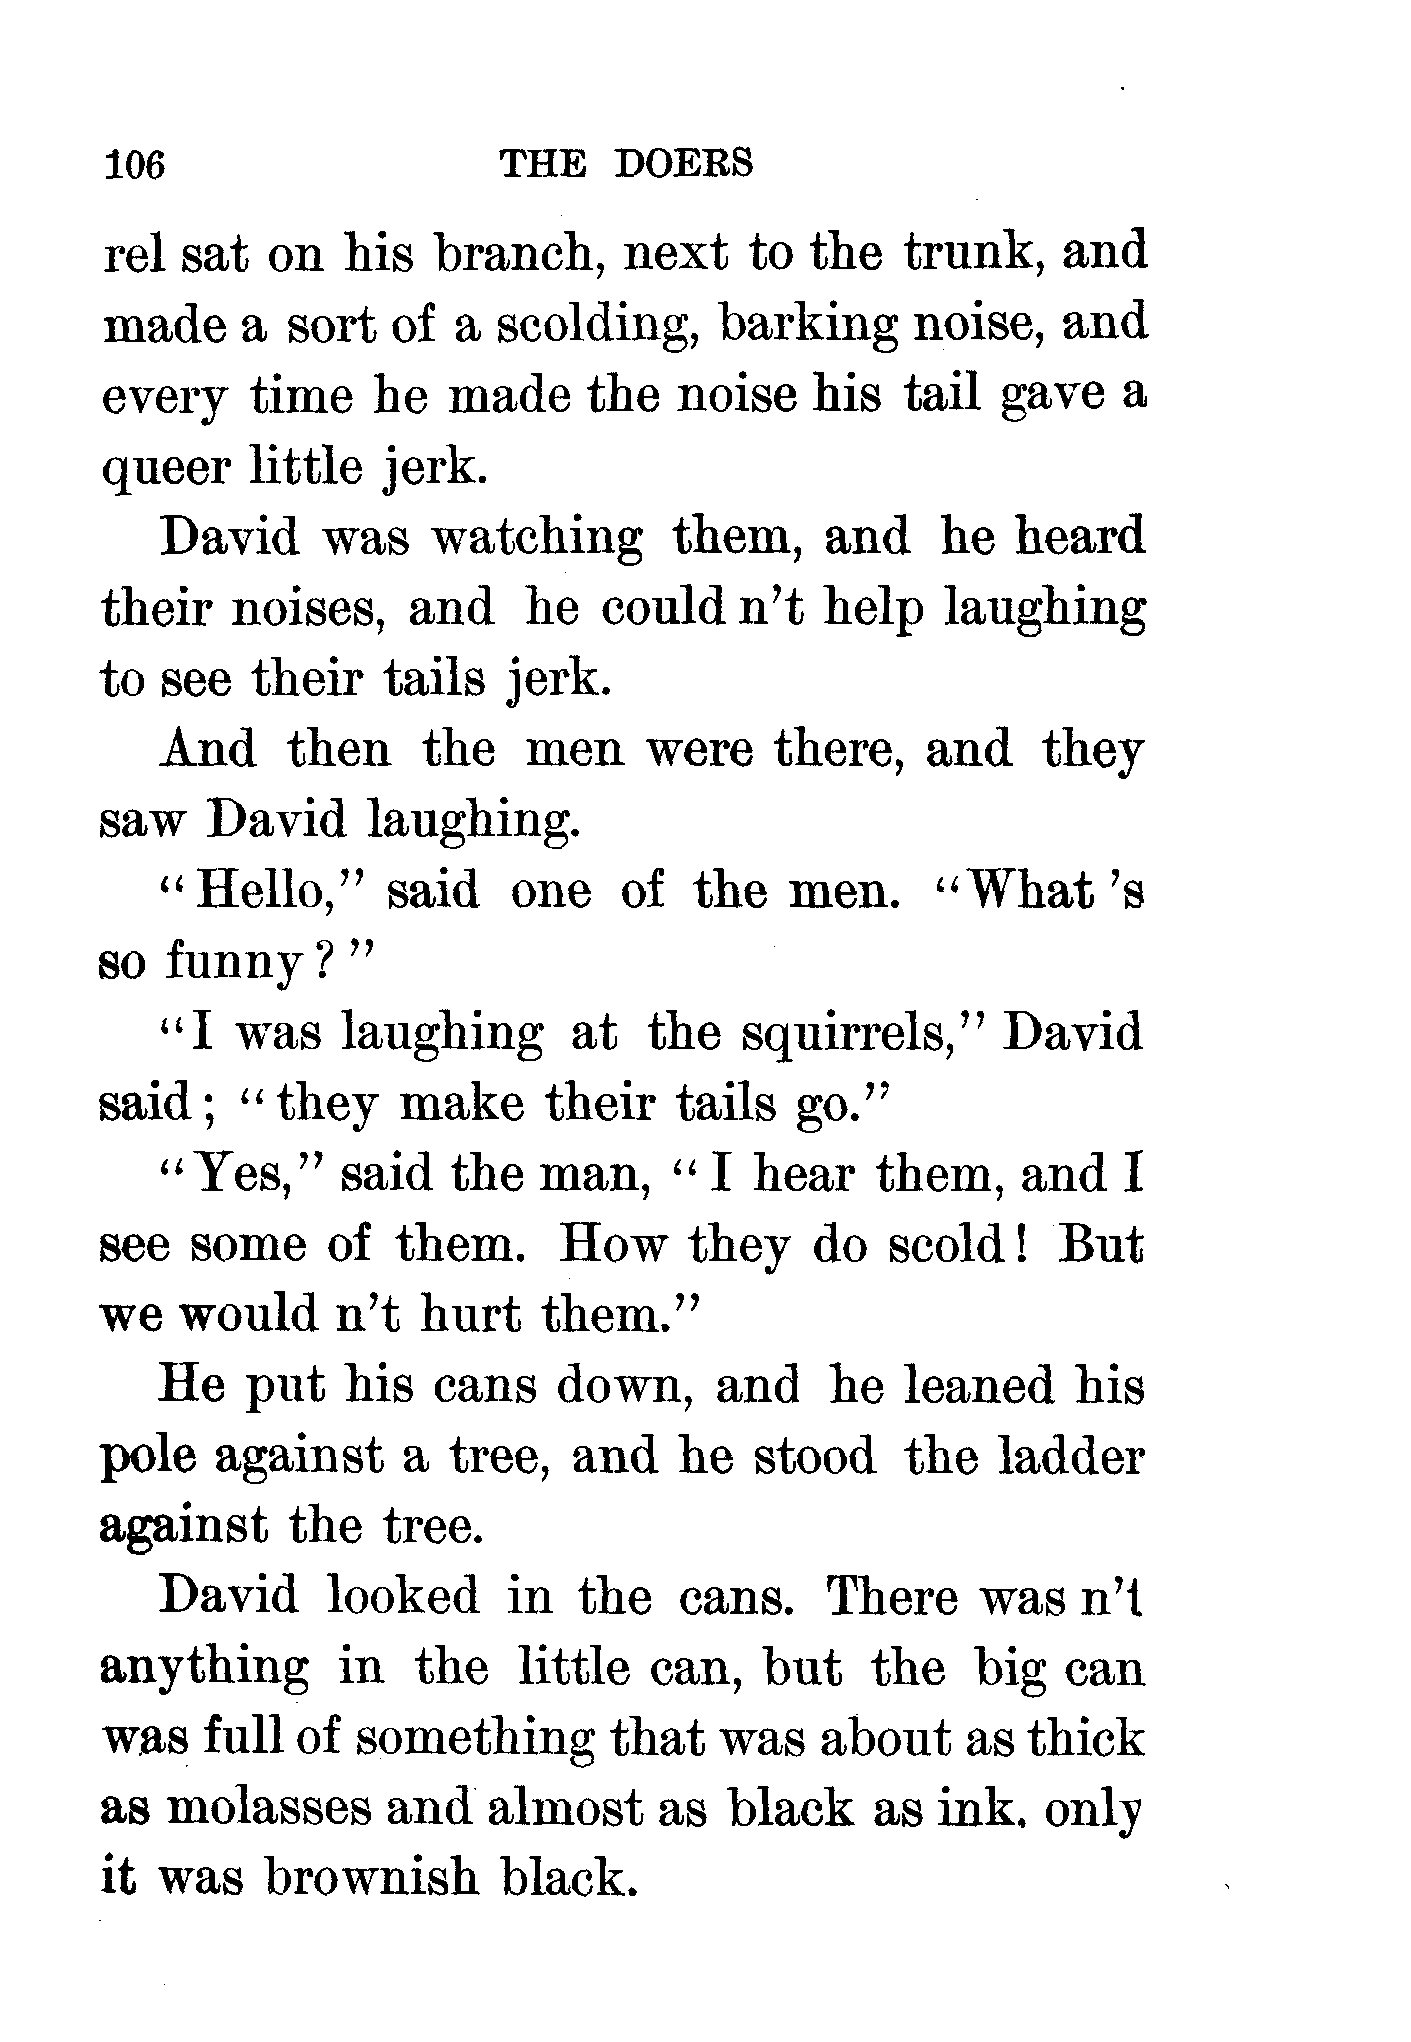 106 THE DOERS
rel sat on his branch, next to the trunk, and
made a sort of a scolding, barking noise, and
every time he made the noise his tail gave a
queer little jerk.
David was watching them, and he heard
their noises, and he could n't help laughing
to see their tails jerk.
And then the men were there, and they
saw David laughing.
"Hello," said one of the men. "What 's
so funny?"
"I was laughing at the squirrels," David
said; "they make their tails go."
"Yes," said the man, "I hear them, and I
see some of them. How they do scold! But
we would n't hurt them."
He put his cans down, and he leaned his
pole against a tree, and he stood the ladder
against the tree.
David looked in the cans. There was n't
anything in the little can, but the big can
was full of something that was about as thick
as molasses and almost as black as ink. only
it was brownish black.